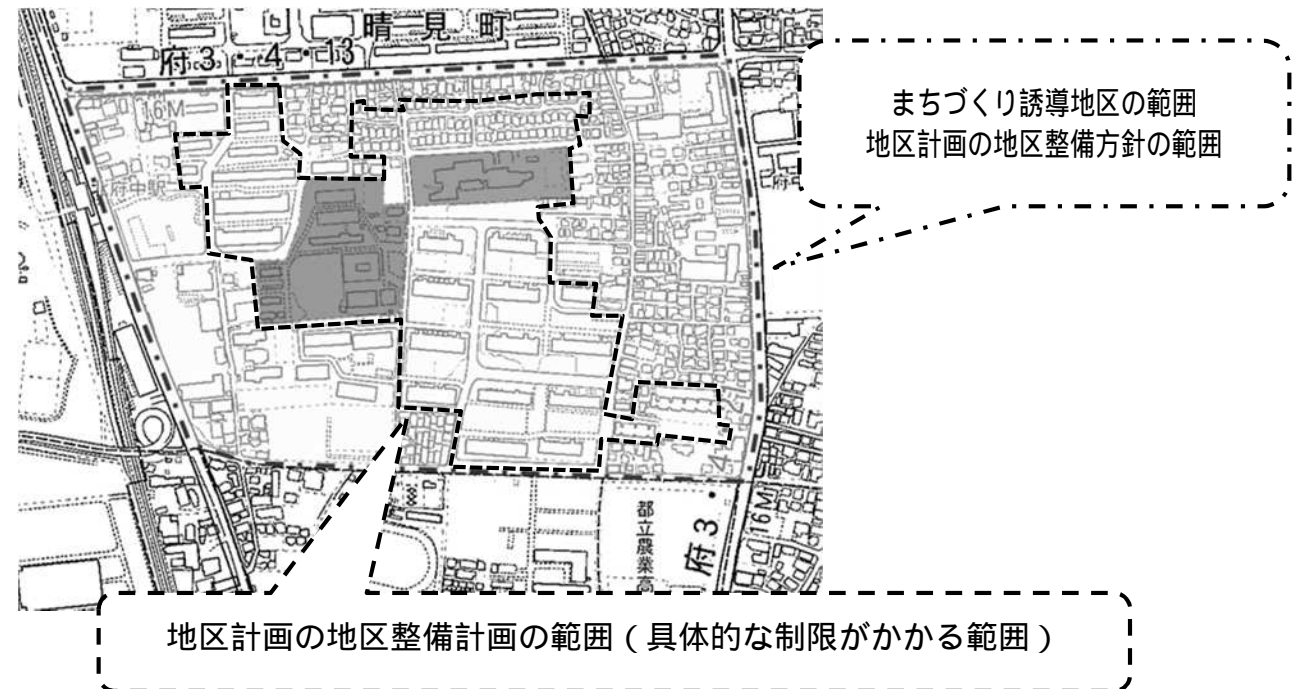 晴見町
府3・4・13
16M
北府中駅
まちづくり誘導地区の範囲
地区計画の地区整備方針の範囲
都立農業高
府3・4・2
16M
地区計画の地区整備計画の範囲（具体的な制限がかかる範囲）